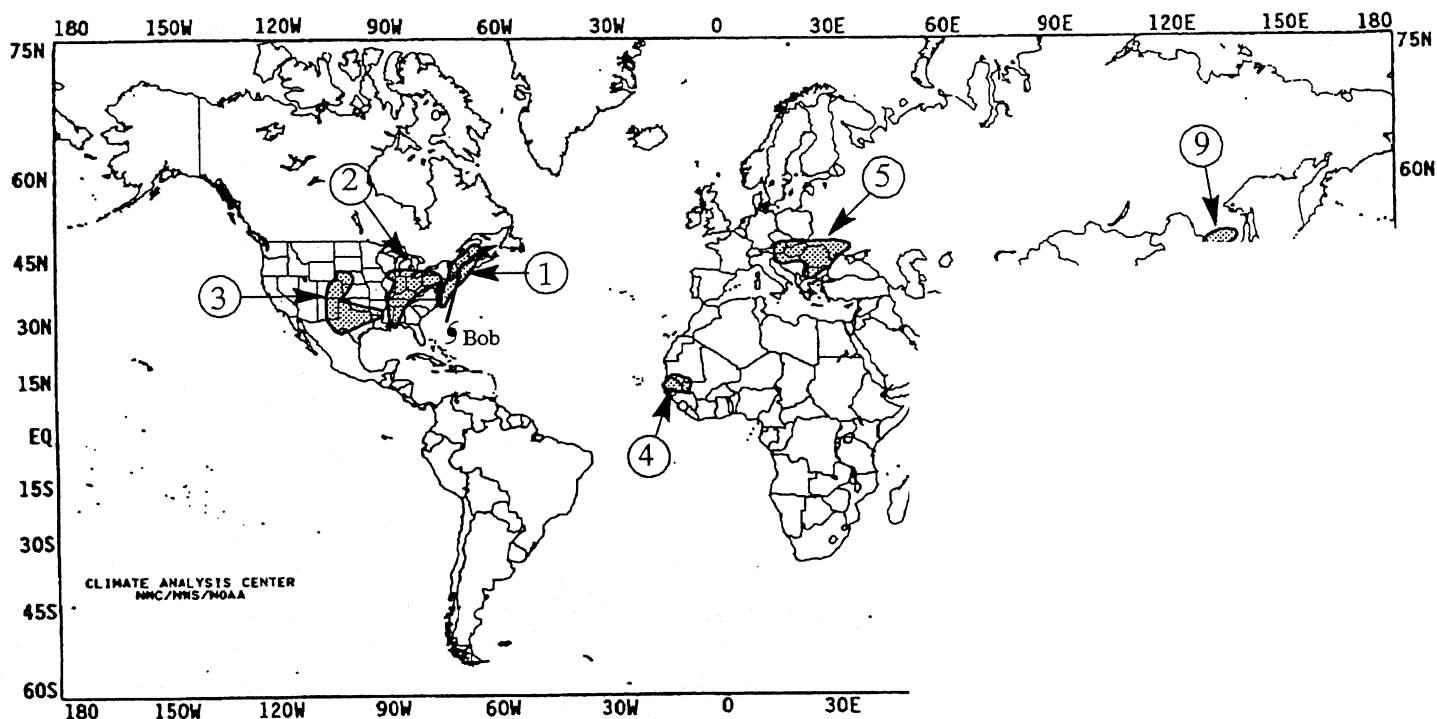 180 150W 120W 90W 60W 30W 0 30E 60E 90E 120E 150E 180
75N 75N
9
2 5
60N 60N
45N
1
3
30N
Bob
15N
EQ
4
15S
30S
CLIMATE ANALYSIS CENTER
NMC/NWS/NOAA
45S
60S
180 150W 120W 90W 60W 30W 0 30E